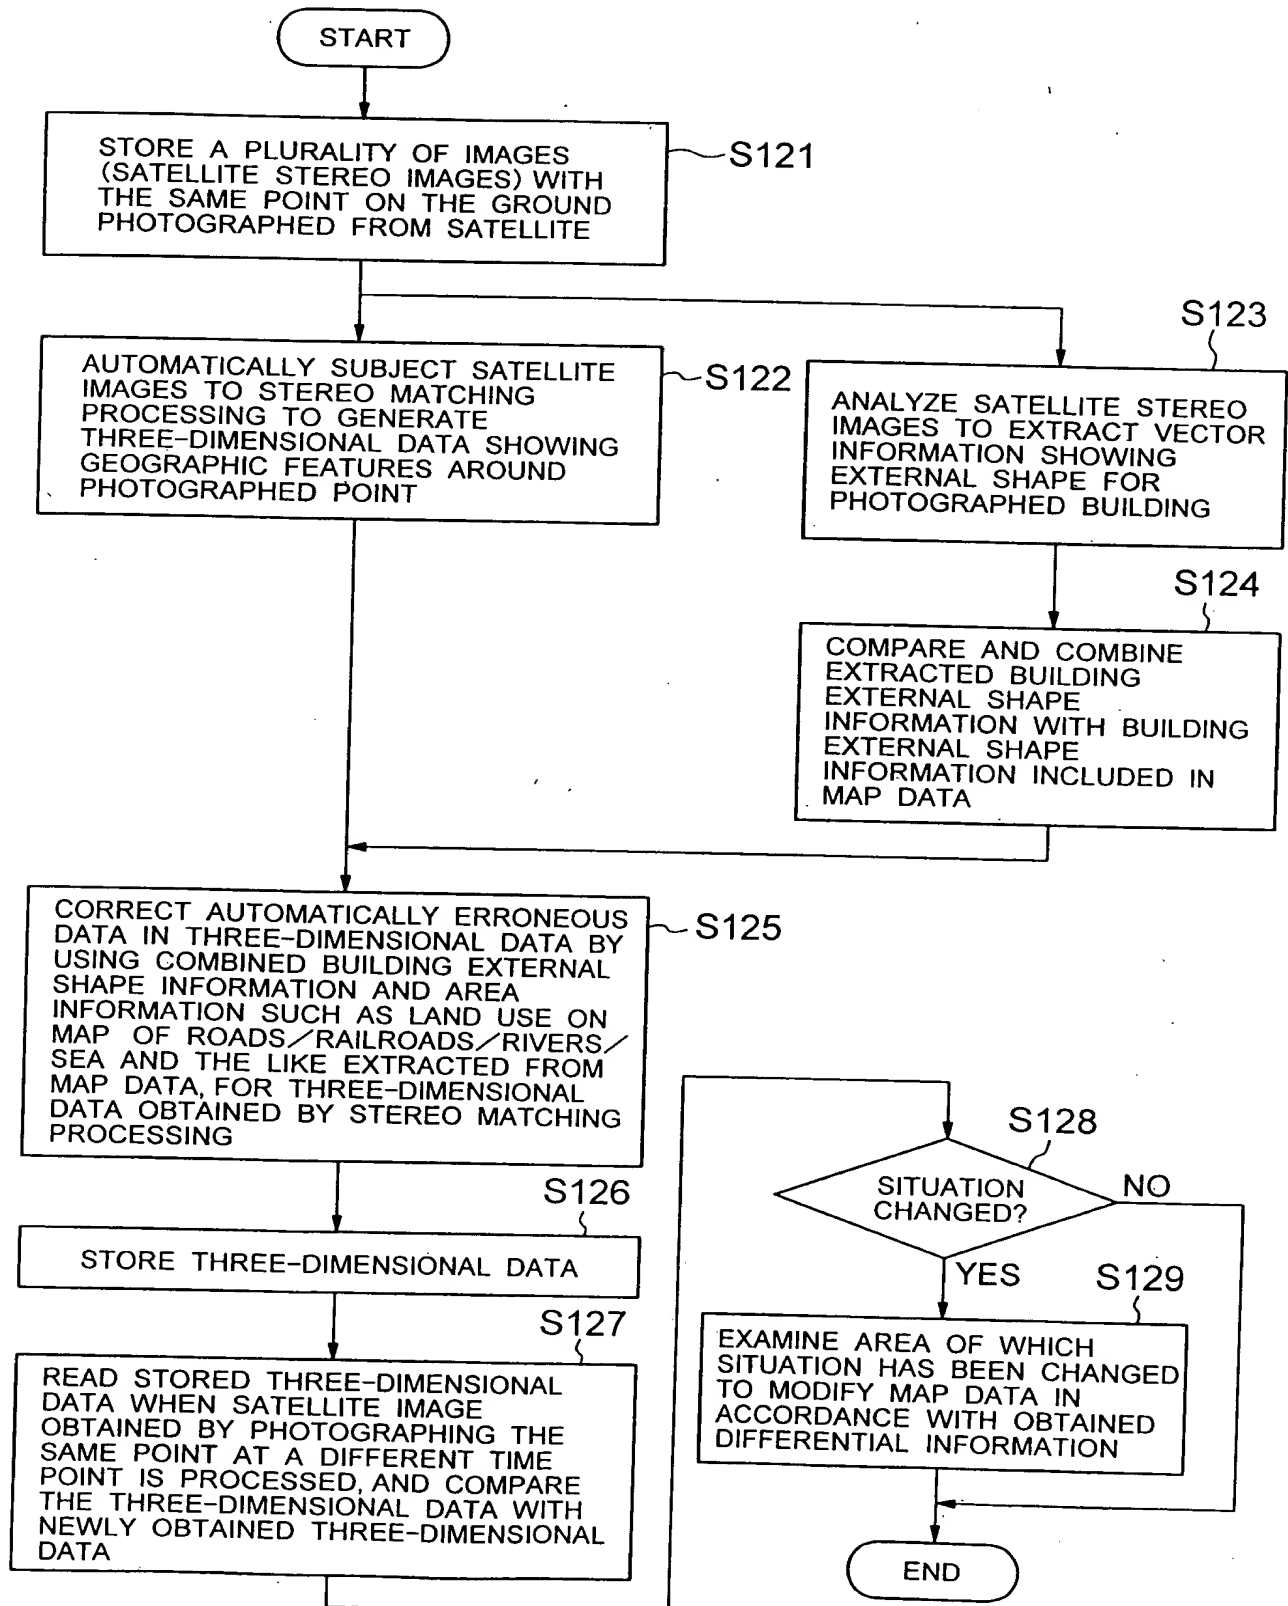 START
STORE A PLURALITY OF IMAGES
(SATELLITE STEREO IMAGES) WITH
THE SAME POINT ON THE GROUND
PHOTOGRAPHED FROM SATELLITE
S121
AUTOMATICALLY SUBJECT SATELLITE
IMAGES TO STEREO MATCHING
PROCESSING TO GENERATE
THREE-DIMENSIONAL DATA SHOWING
GEOGRAPHIC FEATURES AROUND
PHOTOGRAPHED POINT
S122
S123
ANALYZE SATELLITE STEREO
IMAGES TO EXTRACT VECTOR
INFORMATION SHOWING
EXTERNAL SHAPE FOR
PHOTOGRAPHED BUILDING
S124
COMPARE AND COMBINE
EXTRACTED BUILDING
EXTERNAL SHAPE
INFORMATION WITH BUILDING
EXTERNAL SHAPE
INFORMATION INCLUDED IN
MAP DATA
CORRECT AUTOMATICALLY ERRONEOUS
DATA IN THREE-DIMENSIONAL DATA BY
USING COMBINED BUILDING EXTERNAL
SHAPE INFORMATION AND AREA
INFORMATION SUCH AS LAND USE ON
MAP OF ROADS/RAILROADS/RIVERS/
SEA AND THE LIKE EXTRACTED FROM
MAP DATA, FOR THREE-DIMENSIONAL
DATA OBTAINED BY STEREO MATCHING
PROCESSING
S125
S126
STORE THREE-DIMENSIONAL DATA
S127
READ STORED THREE-DIMENSIONAL
DATA WHEN SATELLITE IMAGE
OBTAINED BY PHOTOGRAPHING THE
SAME POINT AT A DIFFERENT TIME
POINT IS PROCESSED, AND COMPARE
THE THREE-DIMENSIONAL DATA WITH
NEWLY OBTAINED THREE-DIMENSIONAL
DATA
S128
SITUATION
CHANGED?
NO
YES
S129
EXAMINE AREA OF WHICH
SITUATION HAS BEEN CHANGED
TO MODIFY MAP DATA IN
ACCORDANCE WITH OBTAINED
DIFFERENTIAL INFORMATION
END